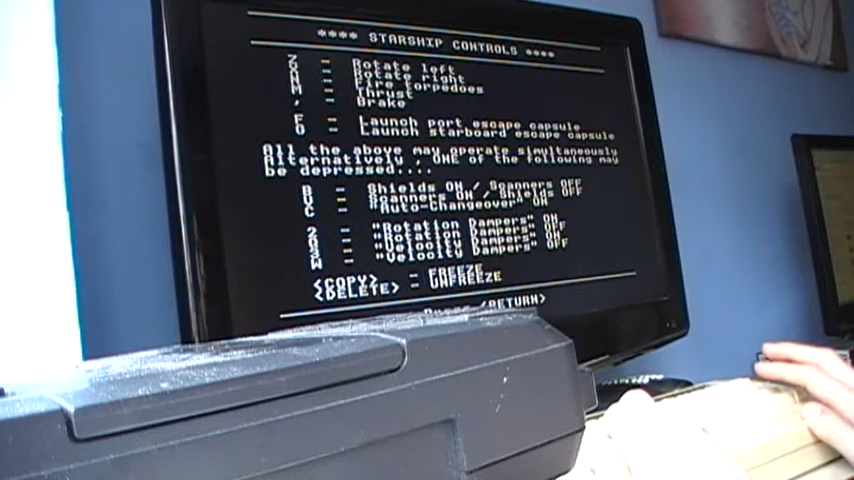 **** STARSHIP CONTROLS ****
Z - Rotate left
X - Rotate right
N - Fire torpedoes
M - Thrust
, - Brake
F - Launch port escape capsule
G - Launch starboard escape capsule
All the above may operate simultaneously
Alternatively , ONE of the following may
be depressed....
B - Shields ON / Scanners OFF
V - Scanners ON / Shields OFF
C - "Auto-Changeover" ON
2 - "Rotation Dampers" ON
"Rotation Dampers" OFF
3 - "Velocity Dampers" ON
W - "Velocity Dampers" OFF
<COPY> - FREEZE
<DELETE> - UNFREEZE
Press <RETURN>